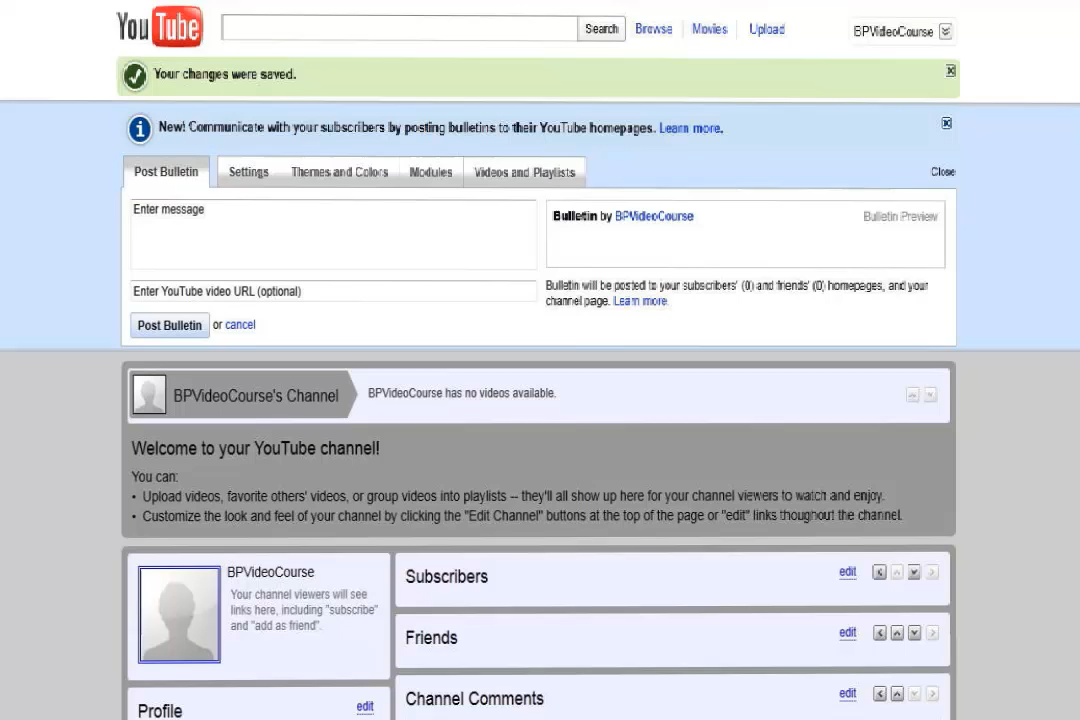 YouTube
Search
Browse
Movies
Upload
BPVideoCourse
Your changes were saved.
New! Communicate with your subscribers by posting bulletins to their YouTube homepages. Learn more.
Post Bulletin
Settings
Themes and Colors
Modules
Videos and Playlists
Close
Enter message
Bulletin by BPVideoCourse
Bulletin Preview
Enter YouTube video URL (optional)
Bulletin will be posted to your subscribers' (0) and friends' (0) homepages, and your
channel page. Learn more.
Post Bulletin or cancel
BPVideoCourse's Channel
BPVideoCourse has no videos available.
Welcome to your YouTube channel!
You can:
• Upload videos, favorite others' videos, or group videos into playlists -- they'll all show up here for your channel viewers to watch and enjoy.
• Customize the look and feel of your channel by clicking the "Edit Channel" buttons at the top of the page or "edit" links thoughout the channel.
BPVideoCourse
Your channel viewers will see
links here, including "subscribe"
and "add as friend".
Subscribers
edit
Friends
edit
Channel Comments
edit
Profile
edit